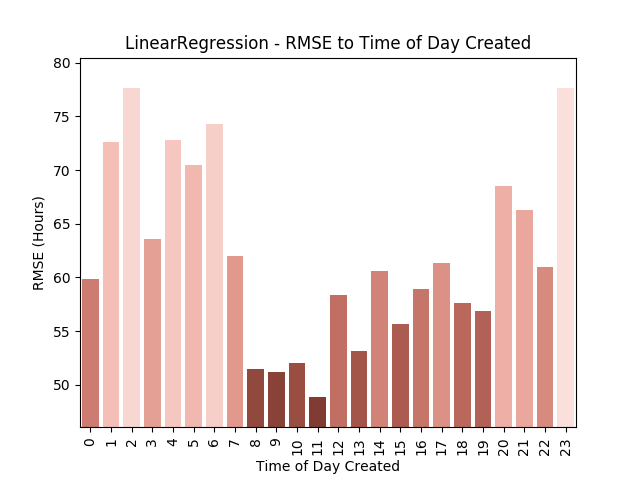 LinearRegression - RMSE to Time of Day Created
80
75
70
65
60
55
50
RMSE (Hours)
0 1 2 3 4 5 6 7 8 9 10 11 12 13 14 15 16 17 18 19 20 21 22 23
Time of Day Created